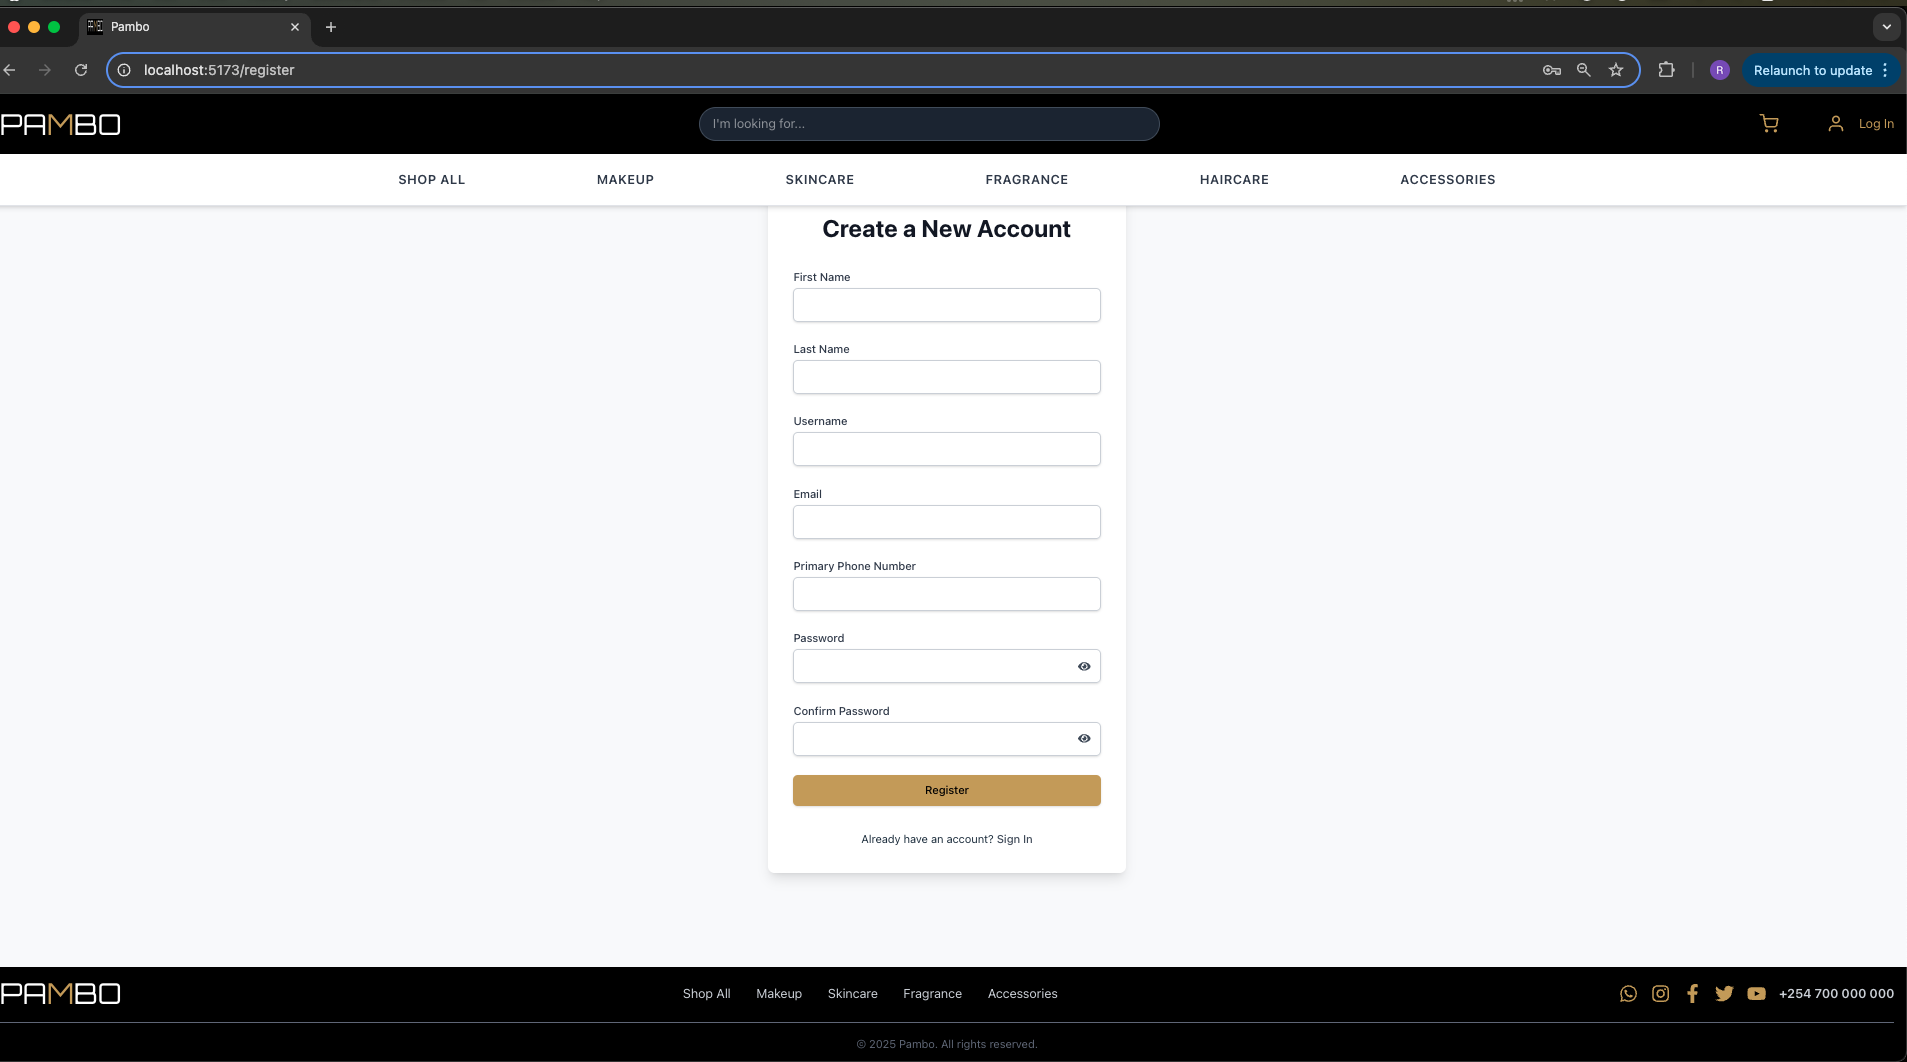 Pambo
localhost:5173/register
R
Relaunch to update
PAMBO
I'm looking for...
Log In
SHOP ALL
MAKEUP
SKINCARE
FRAGRANCE
HAIRCARE
ACCESSORIES
Create a New Account
First Name
Last Name
Username
Email
Primary Phone Number
Password
Confirm Password
Register
Already have an account? Sign In
PAMBO
Shop All
Makeup
Skincare
Fragrance
Accessories
+254 700 000 000
© 2025 Pambo. All rights reserved.